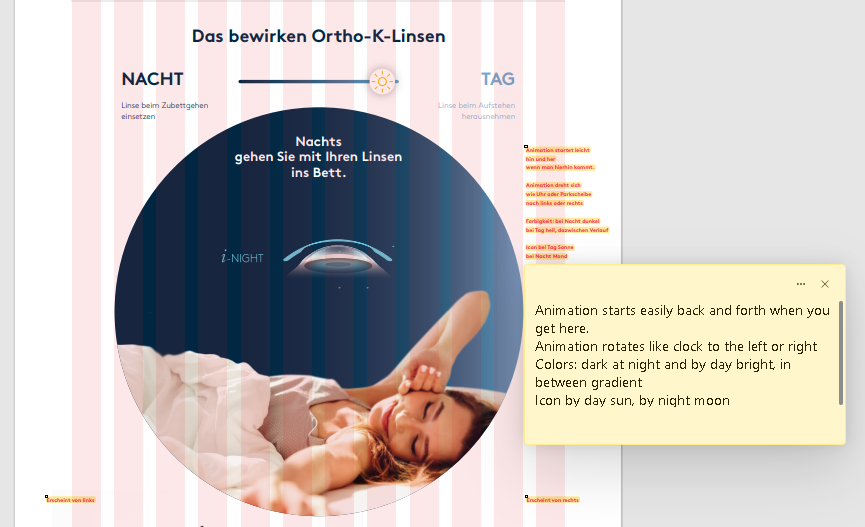 Das bewirken Ortho-K-Linsen
NACHT
TAG
Linse beim Zubettgehen
einsetzen
Linse beim Aufstehen
herausnehmen
Nachts
gehen Sie mit Ihren Linsen
ins Bett.
i-NIGHT
Animation startet leicht
hin und her
wenn man hierhin kommt.
Animation dreht sich
wie Uhr oder Parkscheibe
nach links oder rechts
Farbigkeit: bei Nacht dunkel
bei Tag hell, dazwischen Verlauf
Icon bei Tag Sonne
bei Nacht Mond
Animation starts easily back and forth when you
get here.
Animation rotates like clock to the left or right
Colors: dark at night and by day bright, in
between gradient
Icon by day sun, by night moon
Erscheint von links
Erscheint von rechts